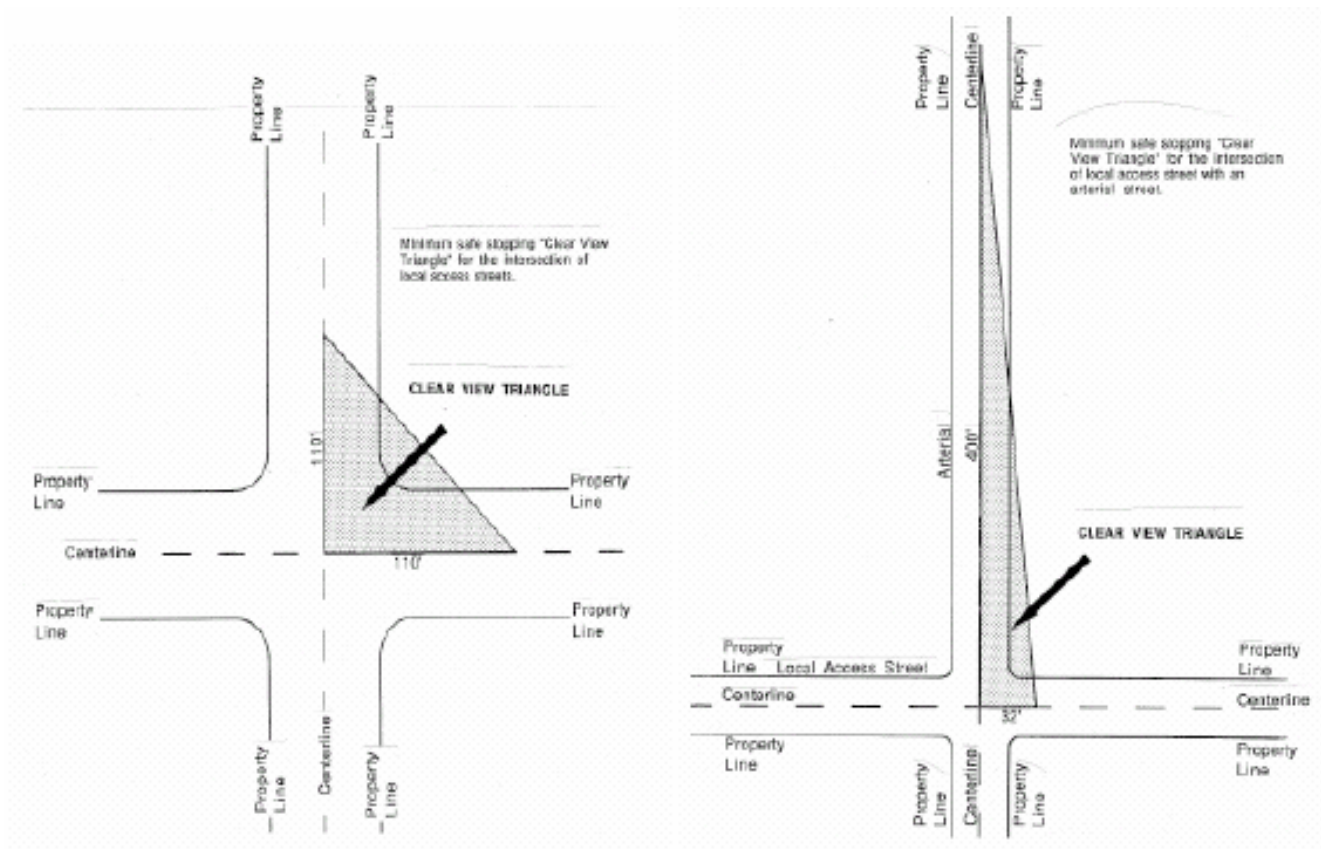 Property
Line
Property
Line
Minimum safe stopping "Clear View
Triangle" for the intersection of
local access streets.
CLEAR VIEW TRIANGLE
110'
Property
Line
Property
Line
Centerline
110'
Property
Line
Property
Line
Property
Line
Centerline
Property
Line
Property
Line
Centerline
Property
Line
Minimum safe stopping "Clear
View Triangle" for the intersection
of local access street with an
arterial street.
Arterial
400'
CLEAR VIEW TRIANGLE
Property
Line
Local Access Street
Property
Line
Centerline
Centerline
32'
Property
Line
Property
Line
Property
Line
Centerline
Property
Line